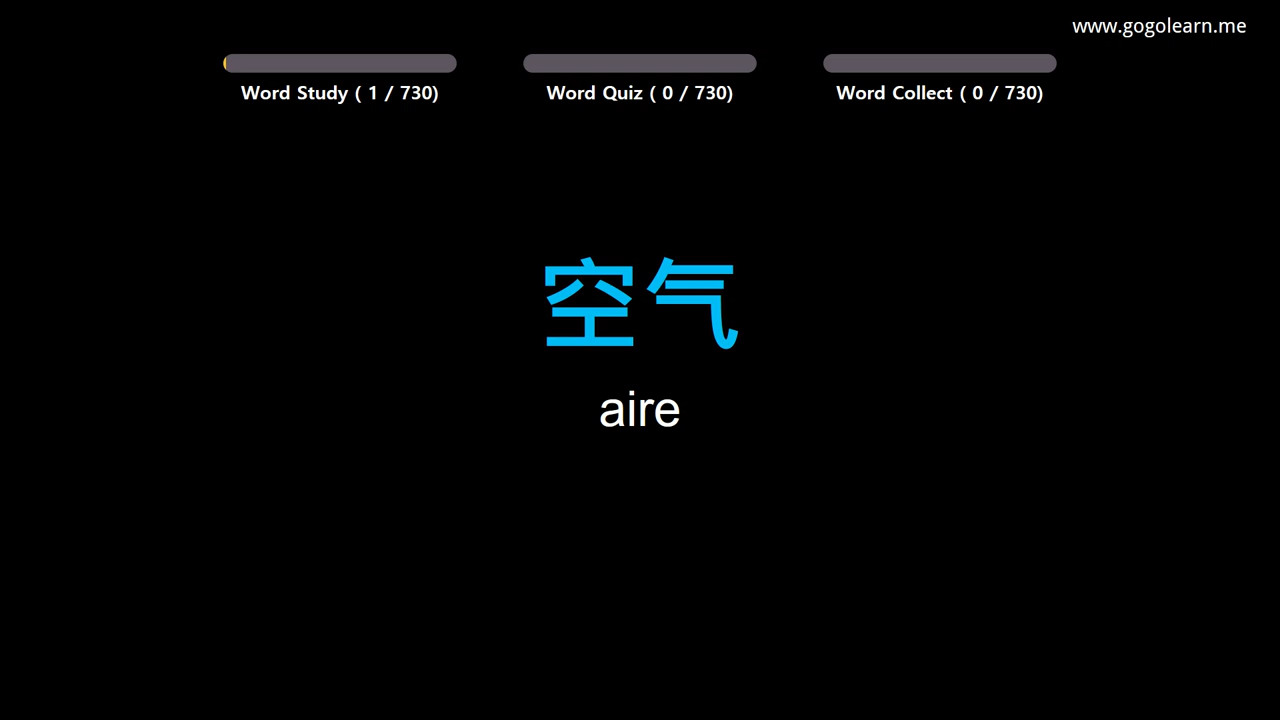 www.gogolearn.me
Word Study ( 1 / 730)
Word Quiz ( 0 / 730)
Word Collect ( 0 / 730)
空气
aire